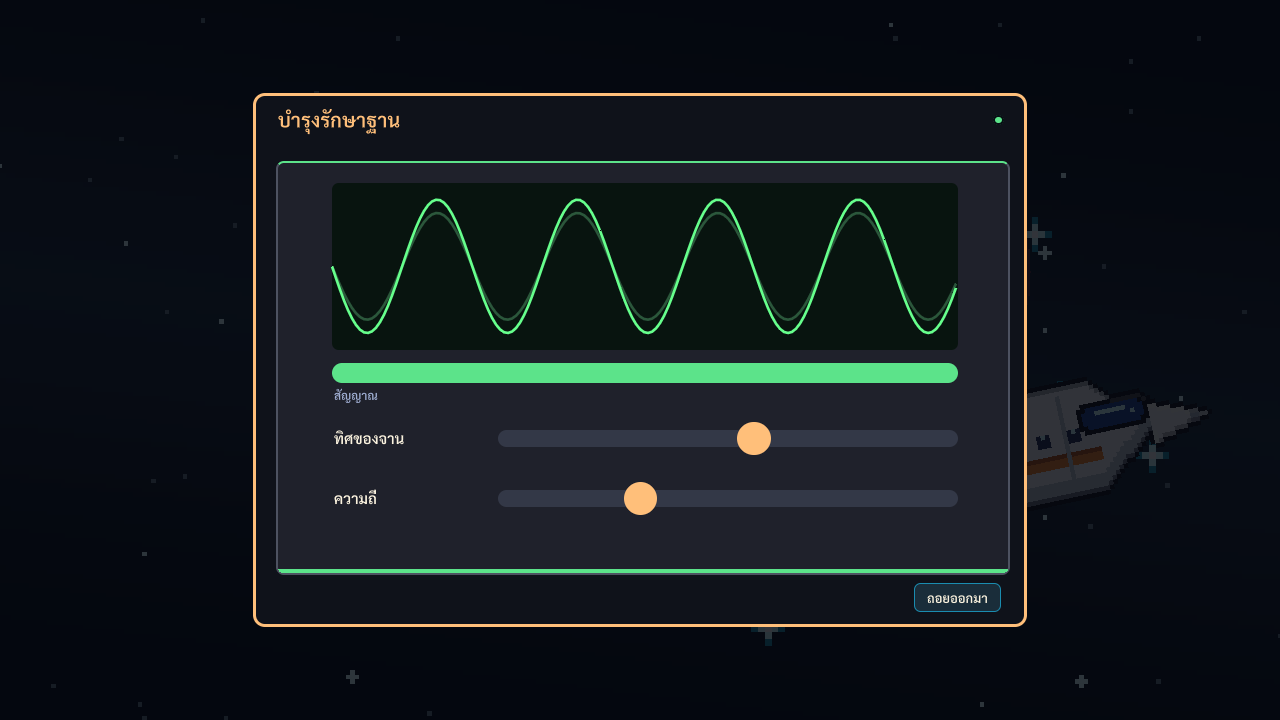 บำรุงรักษาฐาน
สัญญาณ
ทิศของจาน
ความถี่
ถอยออกมา